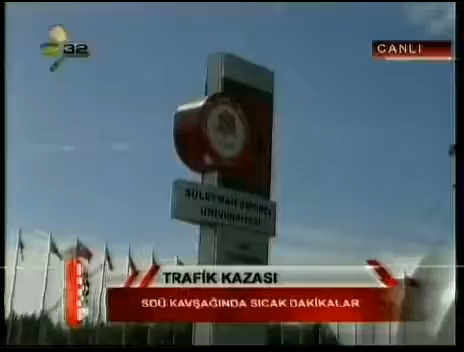 32
CANLI
SÜLEYMAN DEMİREL
ÜNİVERSİTESİ
TRAFİK KAZASI
SDÜ KAVŞAĞINDA SICAK DAKİKALAR